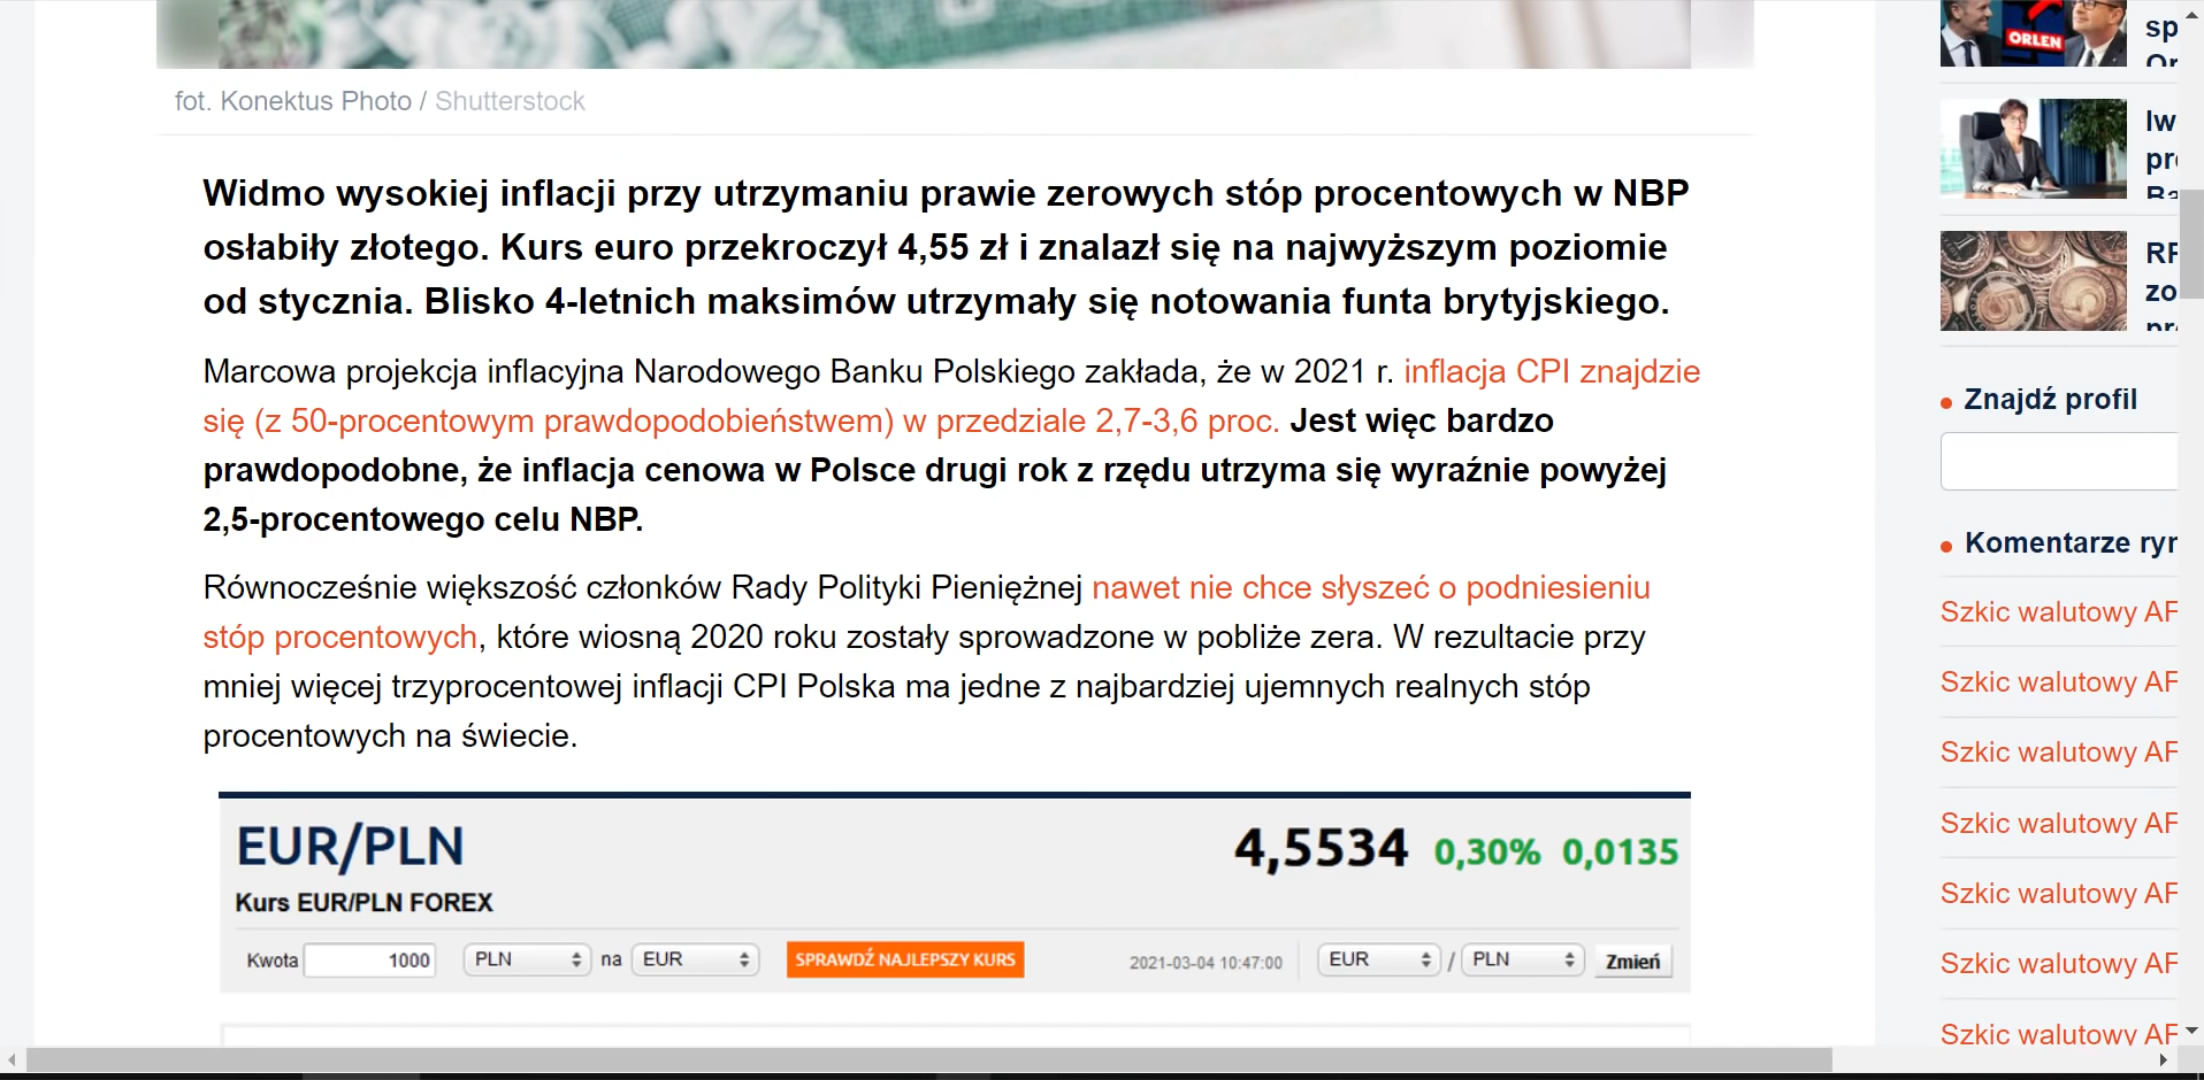 fot. Konektus Photo / Shutterstock
Widmo wysokiej inflacji przy utrzymaniu prawie zerowych stóp procentowych w NBP
osłabiły złotego. Kurs euro przekroczył 4,55 zł i znalazł się na najwyższym poziomie
od stycznia. Blisko 4-letnich maksimów utrzymały się notowania funta brytyjskiego.
Marcowa projekcja inflacyjna Narodowego Banku Polskiego zakłada, że w 2021 r. inflacja CPI znajdzie
się (z 50-procentowym prawdopodobieństwem) w przedziale 2,7-3,6 proc. Jest więc bardzo
prawdopodobne, że inflacja cenowa w Polsce drugi rok z rzędu utrzyma się wyraźnie powyżej
2,5-procentowego celu NBP.
Równocześnie większość członków Rady Polityki Pieniężnej nawet nie chce słyszeć o podniesieniu
stóp procentowych, które wiosną 2020 roku zostały sprowadzone w pobliże zera. W rezultacie przy
mniej więcej trzyprocentowej inflacji CPI Polska ma jedne z najbardziej ujemnych realnych stóp
procentowych na świecie.
EUR/PLN 4,5534 0,30% 0,0135
Kurs EUR/PLN FOREX
Kwota 1000 PLN na EUR SPRAWDŹ NAJLEPSZY KURS 2021-03-04 10:47:00 EUR / PLN Zmień
ORLEN
sp
Iw
pr
RP
zo
Znajdź profil
Komentarze ryn
Szkic walutowy AF
Szkic walutowy AF
Szkic walutowy AF
Szkic walutowy AF
Szkic walutowy AF
Szkic walutowy AF
Szkic walutowy AF